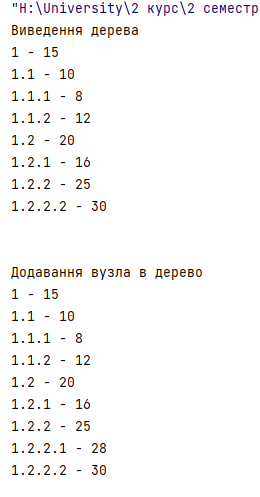 "H:\University\2 курс\2 семестр
Виведення дерева
1 - 15
1.1 - 10
1.1.1 - 8
1.1.2 - 12
1.2 - 20
1.2.1 - 16
1.2.2 - 25
1.2.2.2 - 30
Додавання вузла в дерево
1 - 15
1.1 - 10
1.1.1 - 8
1.1.2 - 12
1.2 - 20
1.2.1 - 16
1.2.2 - 25
1.2.2.1 - 28
1.2.2.2 - 30